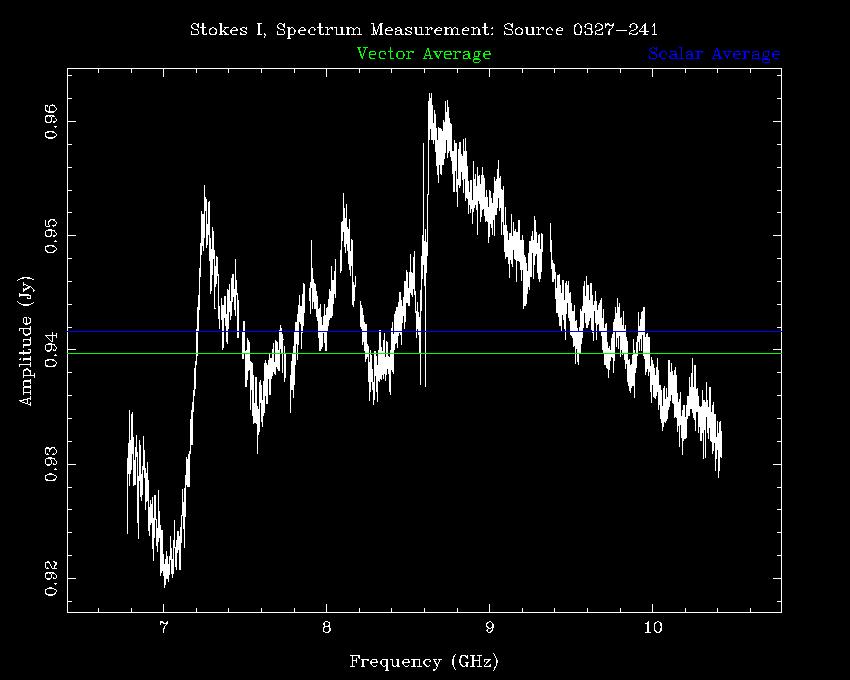 Stokes I, Spectrum Measurement: Source 0327-241
Vector Average
Scalar Average
0.96
0.95
0.94
0.93
0.92
Amplitude (Jy)
7 8 9 10
Frequency (GHz)